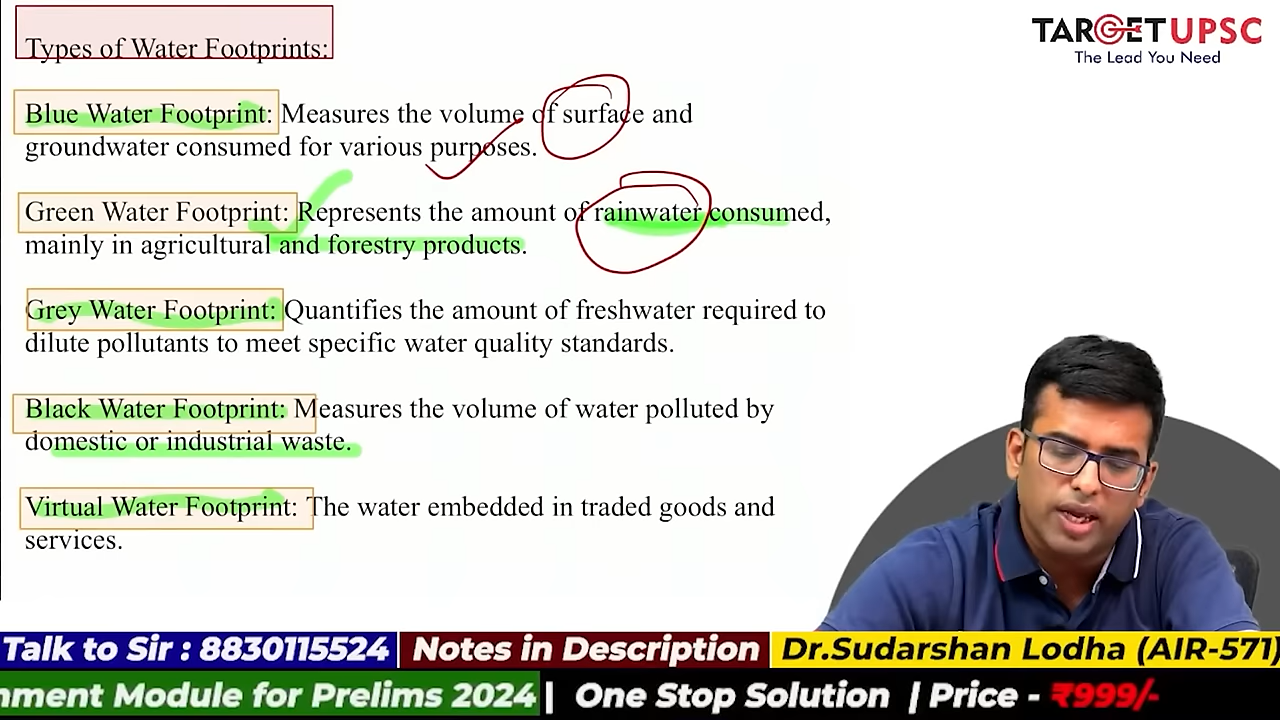 Types of Water Footprints:
TARGET UPSC
The Lead You Need
Blue Water Footprint: Measures the volume of surface and
groundwater consumed for various purposes.
Green Water Footprint: Represents the amount of rainwater consumed,
mainly in agricultural and forestry products.
Grey Water Footprint: Quantifies the amount of freshwater required to
dilute pollutants to meet specific water quality standards.
Black Water Footprint: Measures the volume of water polluted by
domestic or industrial waste.
Virtual Water Footprint: The water embedded in traded goods and
services.
Talk to Sir : 8830115524 Notes in Description Dr.Sudarshan Lodha (AIR-571)
nment Module for Prelims 2024 | One Stop Solution | Price - ₹999/-